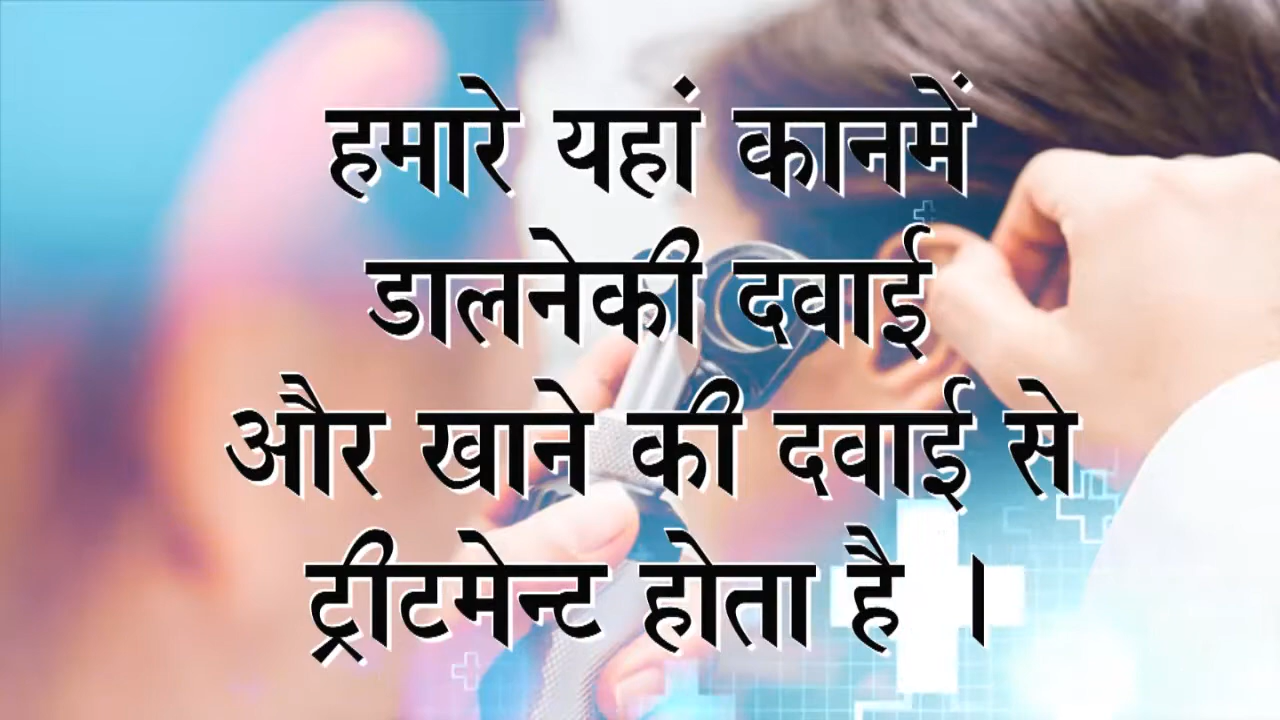 हमारे यहां कानमें
डालनेकी दवाई
और खाने की दवाई से
ट्रीटमेन्ट होता है ।